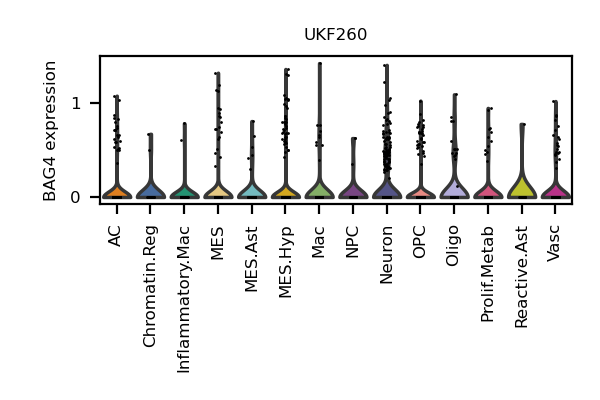 UKF260
BAG4 expression
1
0
AC
Chromatin.Reg
Inflammatory.Mac
MES
MES.Ast
MES.Hyp
Mac
NPC
Neuron
OPC
Oligo
Prolif.Metab
Reactive.Ast
Vasc